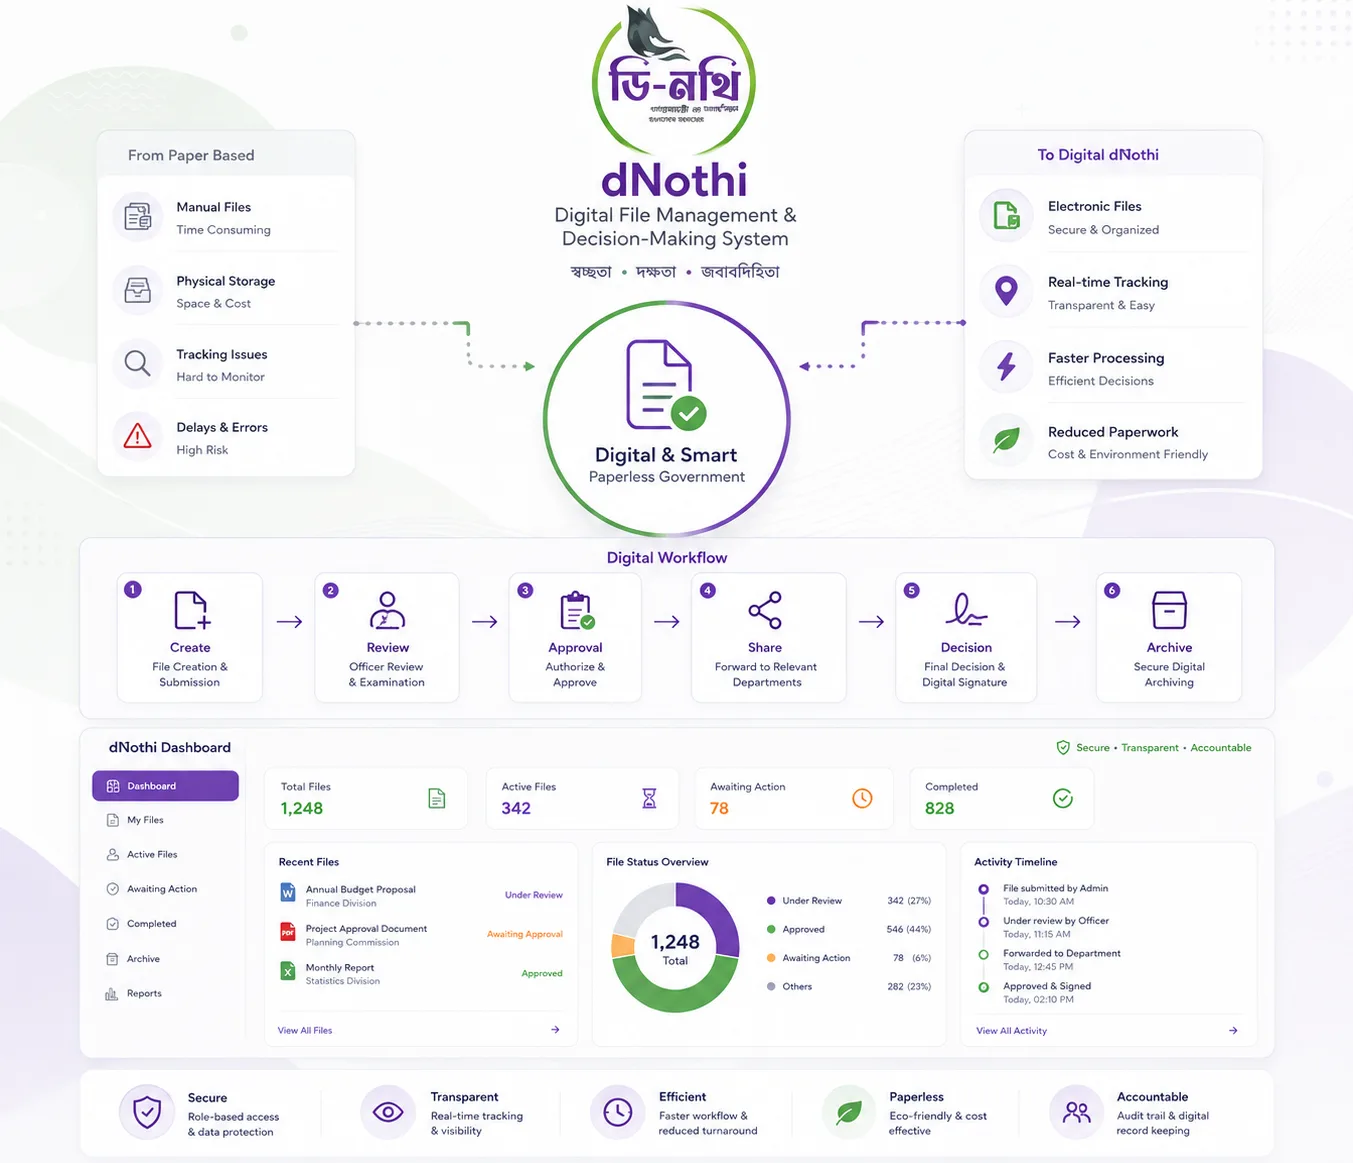 ডি-নথি
dNothi
Digital File Management &
Decision-Making System
স্বচ্ছতা • দক্ষতা • জবাবদিহিতা
From Paper Based
Manual Files
Time Consuming
Physical Storage
Space & Cost
Tracking Issues
Hard to Monitor
Delays & Errors
High Risk
To Digital dNothi
Electronic Files
Secure & Organized
Real-time Tracking
Transparent & Easy
Faster Processing
Efficient Decisions
Reduced Paperwork
Cost & Environment Friendly
Digital & Smart
Paperless Government
Digital Workflow
1
Create
File Creation &
Submission
2
Review
Officer Review
& Examination
3
Approval
Authorize &
Approve
4
Share
Forward to Relevant
Departments
5
Decision
Final Decision &
Digital Signature
6
Archive
Secure Digital
Archiving
dNothi Dashboard
Secure • Transparent • Accountable
Dashboard
My Files
Active Files
Awaiting Action
Completed
Archive
Reports
Total Files
1,248
Active Files
342
Awaiting Action
78
Completed
828
Recent Files
W
Annual Budget Proposal
Finance Division
Under Review
PDF
Project Approval Document
Planning Commission
Awaiting Approval
X
Monthly Report
Statistics Division
Approved
View All Files
File Status Overview
1,248
Total
Under Review 342 (27%)
Approved 546 (44%)
Awaiting Action 78 (6%)
Others 282 (23%)
Activity Timeline
File submitted by Admin
Today, 10:30 AM
Under review by Officer
Today, 11:15 AM
Forwarded to Department
Today, 12:45 PM
Approved & Signed
Today, 02:10 PM
View All Activity
Secure
Role-based access
& data protection
Transparent
Real-time tracking
& visibility
Efficient
Faster workflow &
reduced turnaround
Paperless
Eco-friendly & cost
effective
Accountable
Audit trail & digital
record keeping